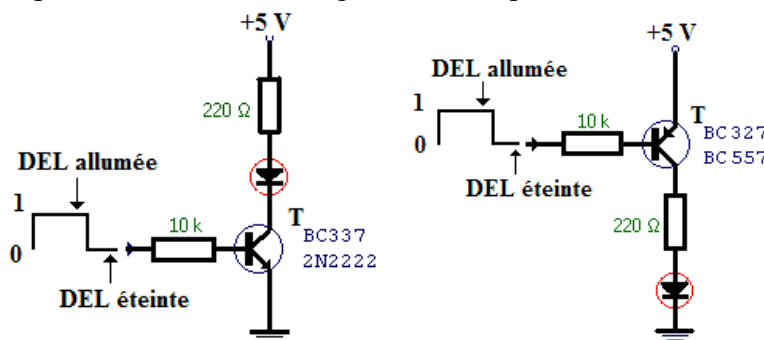 +5 V
220 Ω
DEL allumée
1
0
10 k
T
BC337
2N2222
DEL éteinte
+5 V
DEL allumée
1
0
10 k
T
BC327
BC557
DEL éteinte
220 Ω